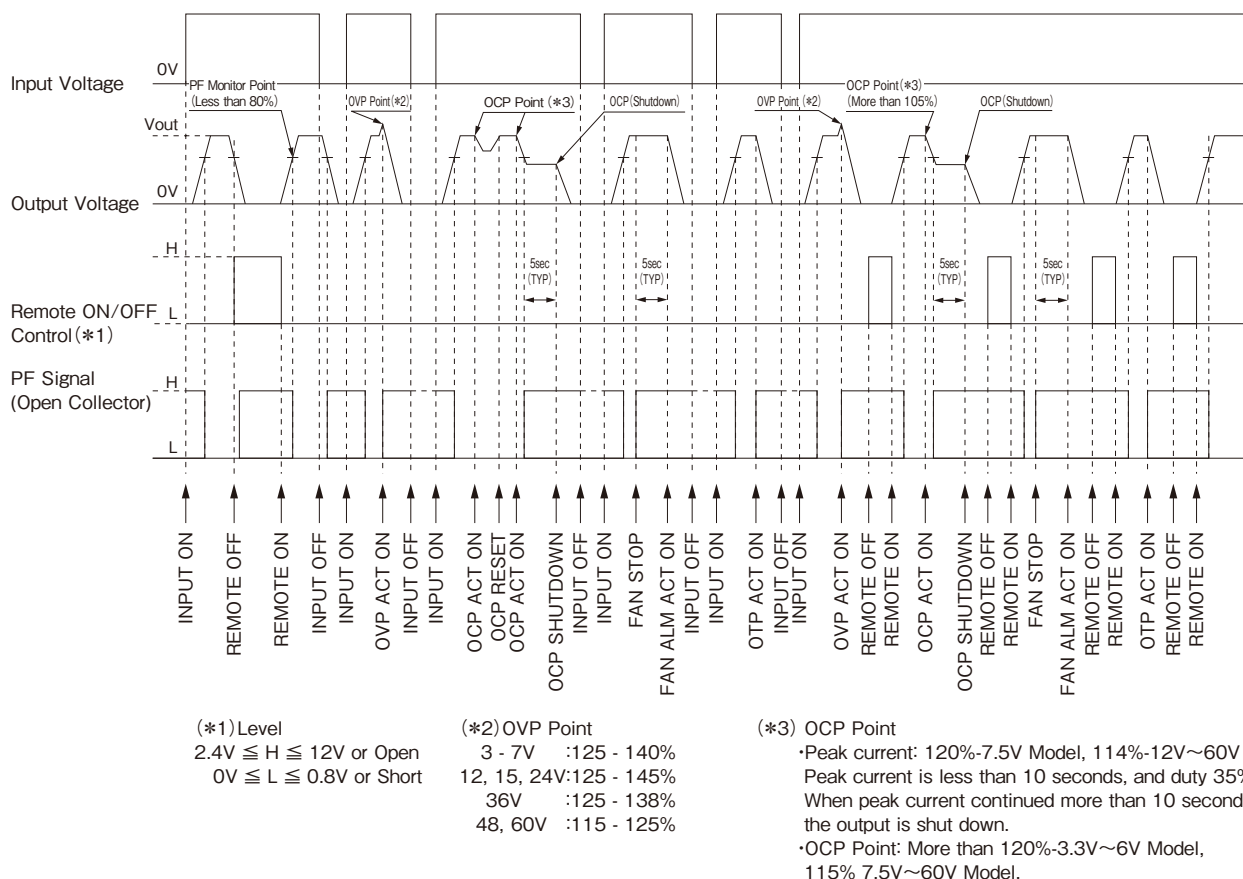 Input Voltage
0V
PF Monitor Point
(Less than 80%)
OVP Point(*2)
OCP Point (*3)
OCP(Shutdown)
OVP Point (*2)
OCP Point(*3)
(More than 105%)
OCP(Shutdown)
Vout
0V
Output Voltage
H
5sec
(TYP)
5sec
(TYP)
5sec
(TYP)
5sec
(TYP)
Remote ON/OFF
Control(*1)
L
PF Signal
(Open Collector)
H
L
INPUT ON
REMOTE OFF
REMOTE ON
INPUT OFF
INPUT ON
OVP ACT ON
INPUT OFF
INPUT ON
OCP ACT ON
OCP RESET
OCP ACT ON
OCP SHUTDOWN
INPUT OFF
INPUT ON
FAN STOP
FAN ALM ACT ON
INPUT OFF
INPUT ON
OTP ACT ON
INPUT OFF
INPUT ON
OVP ACT ON
REMOTE OFF
REMOTE ON
OCP ACT ON
OCP SHUTDOWN
REMOTE OFF
REMOTE ON
FAN STOP
FAN ALM ACT ON
REMOTE OFF
REMOTE ON
OTP ACT ON
REMOTE OFF
REMOTE ON
(*1)Level
2.4V ≦ H ≦ 12V or Open
0V ≦ L ≦ 0.8V or Short
(*2)OVP Point
3 - 7V :125 - 140%
12, 15, 24V:125 - 145%
36V :125 - 138%
48, 60V :115 - 125%
(*3) OCP Point
・Peak current: 120%-7.5V Model, 114%-12V～60V
Peak current is less than 10 seconds, and duty 35%
When peak current continued more than 10 second
the output is shut down.
・OCP Point: More than 120%-3.3V～6V Model,
115% 7.5V～60V Model.